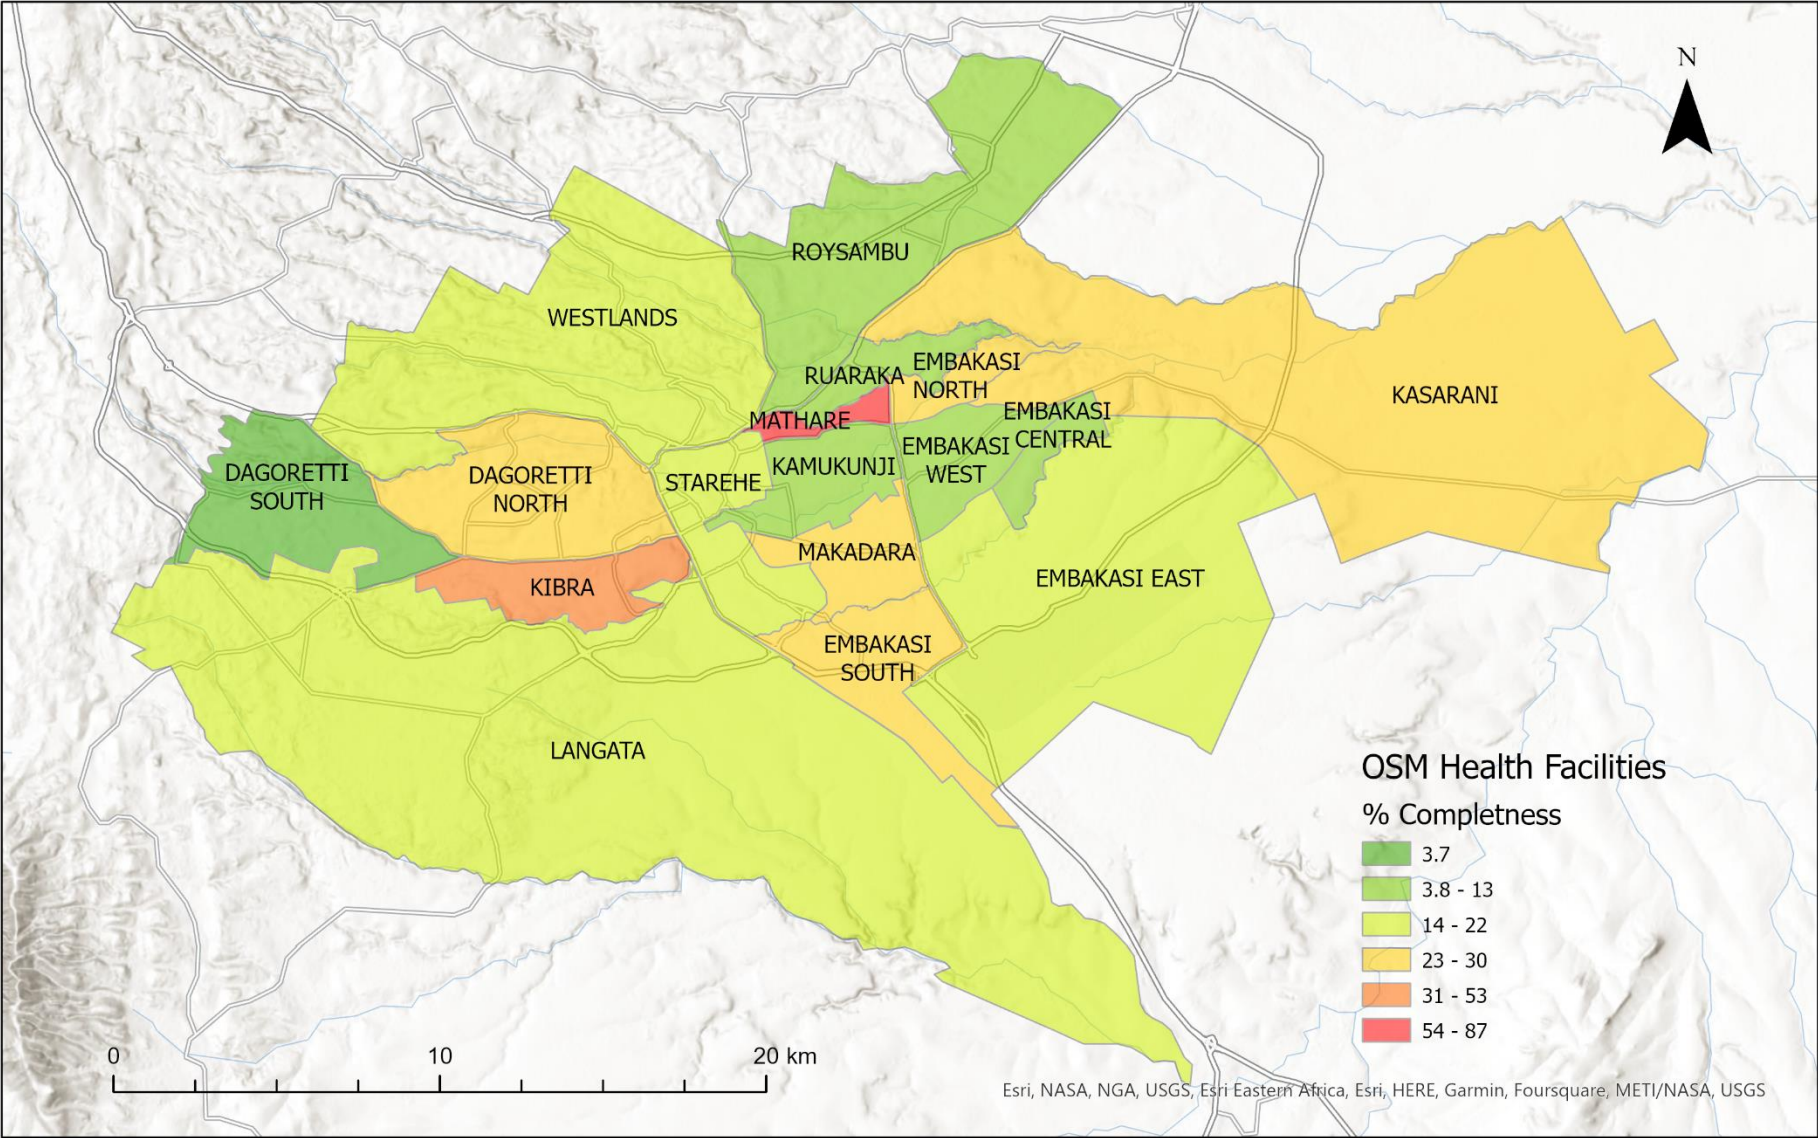 N
ROYSAMBU
WESTLANDS
RUARAKA
EMBAKASI
NORTH
KASARANI
MATHARE
EMBAKASI
CENTRAL
EMBAKASI
WEST
KAMUKUNJI
STAREHE
DAGORETTI
SOUTH
DAGORETTI
NORTH
MAKADARA
KIBRA
EMBAKASI EAST
EMBAKASI
SOUTH
LANGATA
OSM Health Facilities
% Completness
3.7
3.8 - 13
14 - 22
23 - 30
31 - 53
54 - 87
0 10 20 km
Esri, NASA, NGA, USGS, Esri Eastern Africa, Esri, HERE, Garmin, Foursquare, METI/NASA, USGS